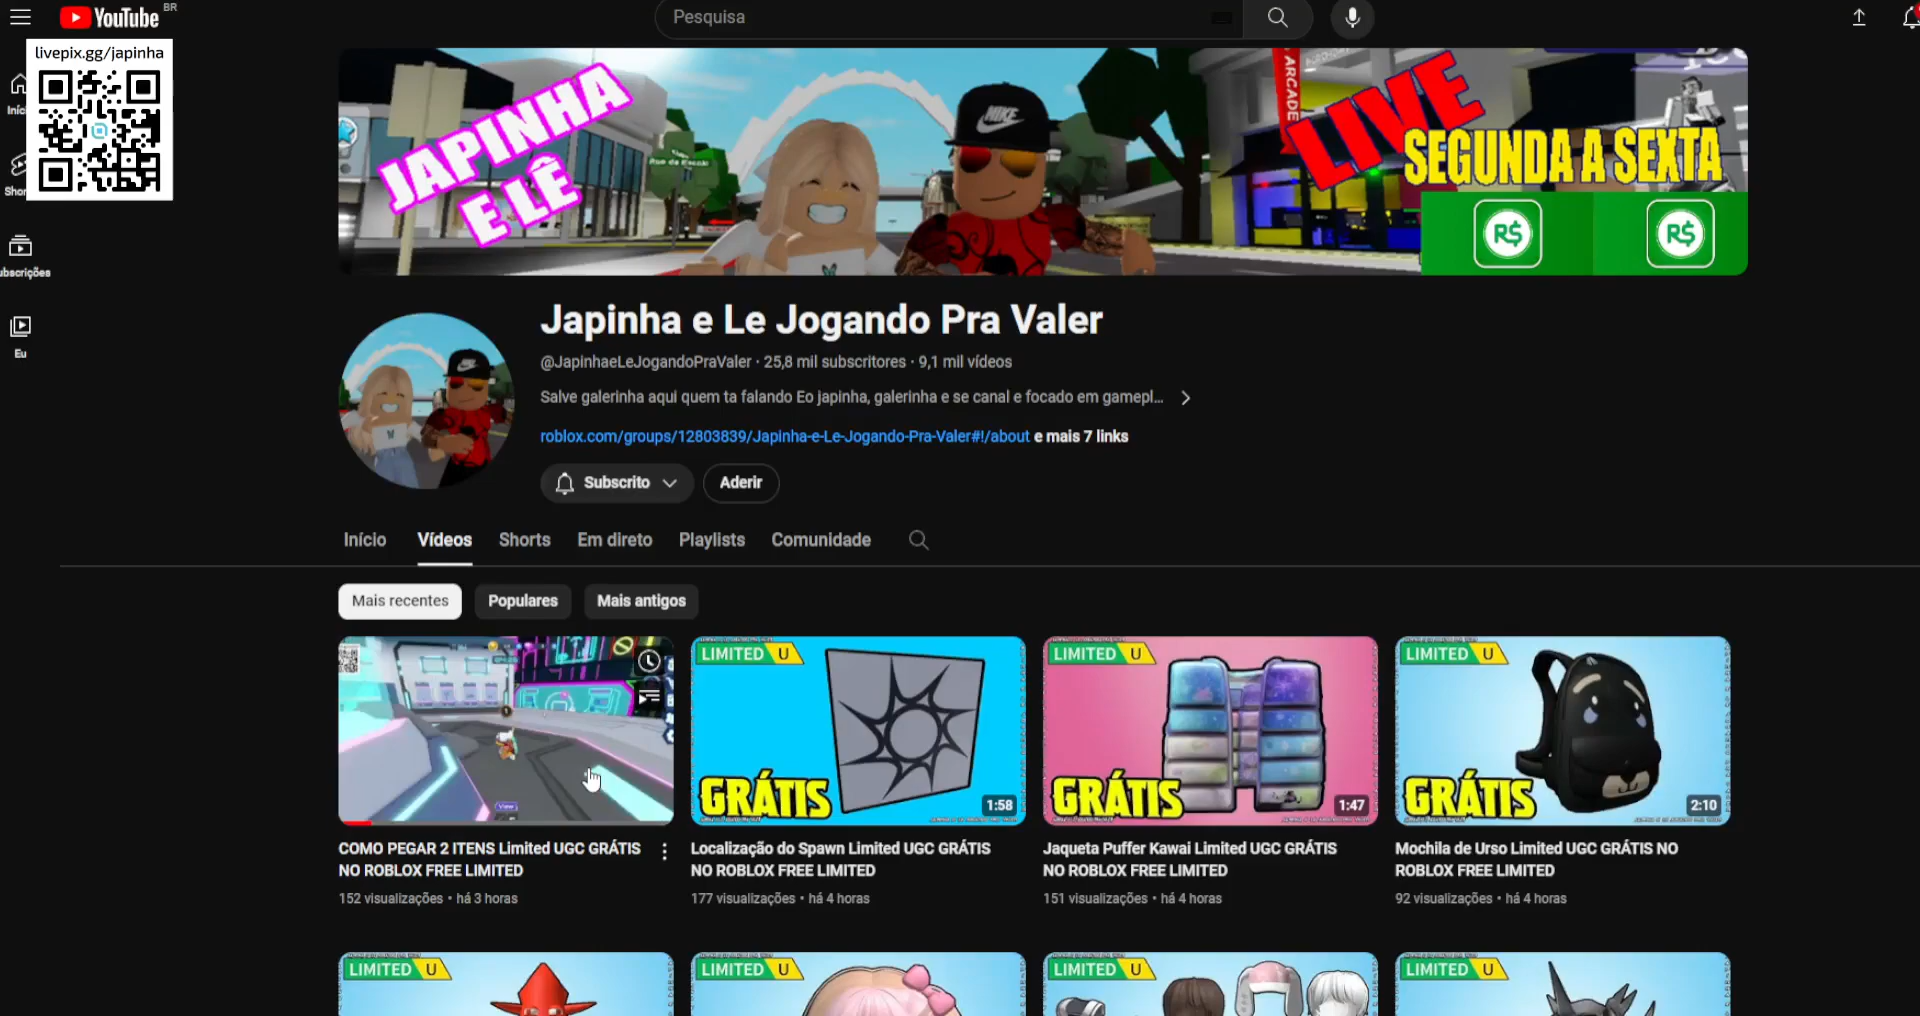 YouTube BR
Pesquisa
livepix.gg/japinha
Iníc
Shor
ubscrições
Eu
JAPINHA
E LÊ
NIKE
ARCADE
LIVE
SEGUNDA A SEXTA
R$
R$
Japinha e Le Jogando Pra Valer
@JapinhaeLeJogandoPraValer · 25,8 mil subscritores · 9,1 mil vídeos
Salve galerinha aqui quem ta falando Eo japinha, galerinha e se canal e focado em gamepl...
roblox.com/groups/12803839/Japinha-e-Le-Jogando-Pra-Valer#!/about e mais 7 links
Subscrito
Aderir
Início Vídeos Shorts Em direto Playlists Comunidade
Mais recentes Populares Mais antigos
LIMITED U
GRÁTIS
1:58
LIMITED U
GRÁTIS
1:47
LIMITED U
GRÁTIS
2:10
COMO PEGAR 2 ITENS Limited UGC GRÁTIS
NO ROBLOX FREE LIMITED
152 visualizações • há 3 horas
Localização do Spawn Limited UGC GRÁTIS
NO ROBLOX FREE LIMITED
177 visualizações • há 4 horas
Jaqueta Puffer Kawai Limited UGC GRÁTIS
NO ROBLOX FREE LIMITED
151 visualizações • há 4 horas
Mochila de Urso Limited UGC GRÁTIS NO
ROBLOX FREE LIMITED
92 visualizações • há 4 horas
LIMITED U
LIMITED U
LIMITED U
LIMITED U